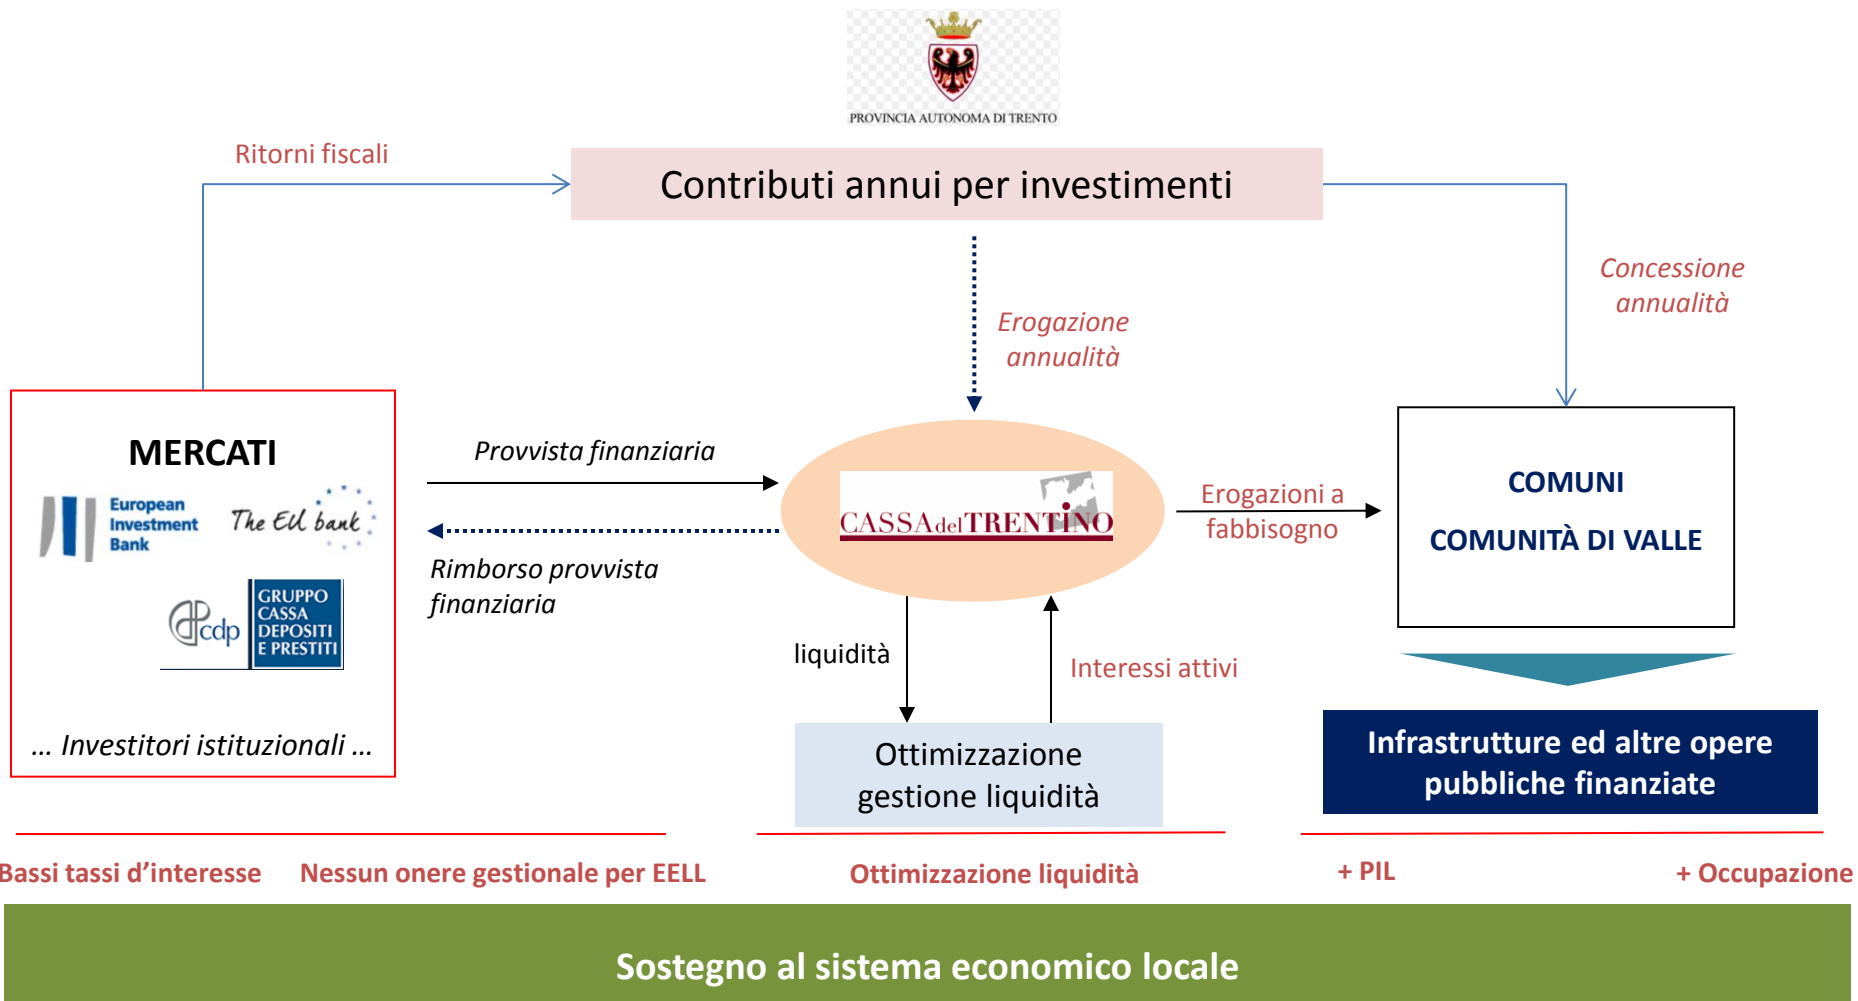 PROVINCIA AUTONOMA DI TRENTO
Ritorni fiscali
Contributi annui per investimenti
Concessione
annualità
Erogazione
annualità
MERCATI
European
Investment
Bank
The EU bank
cdp
GRUPPO
CASSA
DEPOSITI
E PRESTITI
... Investitori istituzionali ...
Provvista finanziaria
Rimborso provvista
finanziaria
CASSA del TRENTINO
Erogazioni a
fabbisogno
COMUNI
COMUNITÀ DI VALLE
liquidità
Interessi attivi
Ottimizzazione
gestione liquidità
Infrastrutture ed altre opere
pubbliche finanziate
Bassi tassi d'interesse
Nessun onere gestionale per EELL
Ottimizzazione liquidità
+ PIL
+ Occupazione
Sostegno al sistema economico locale